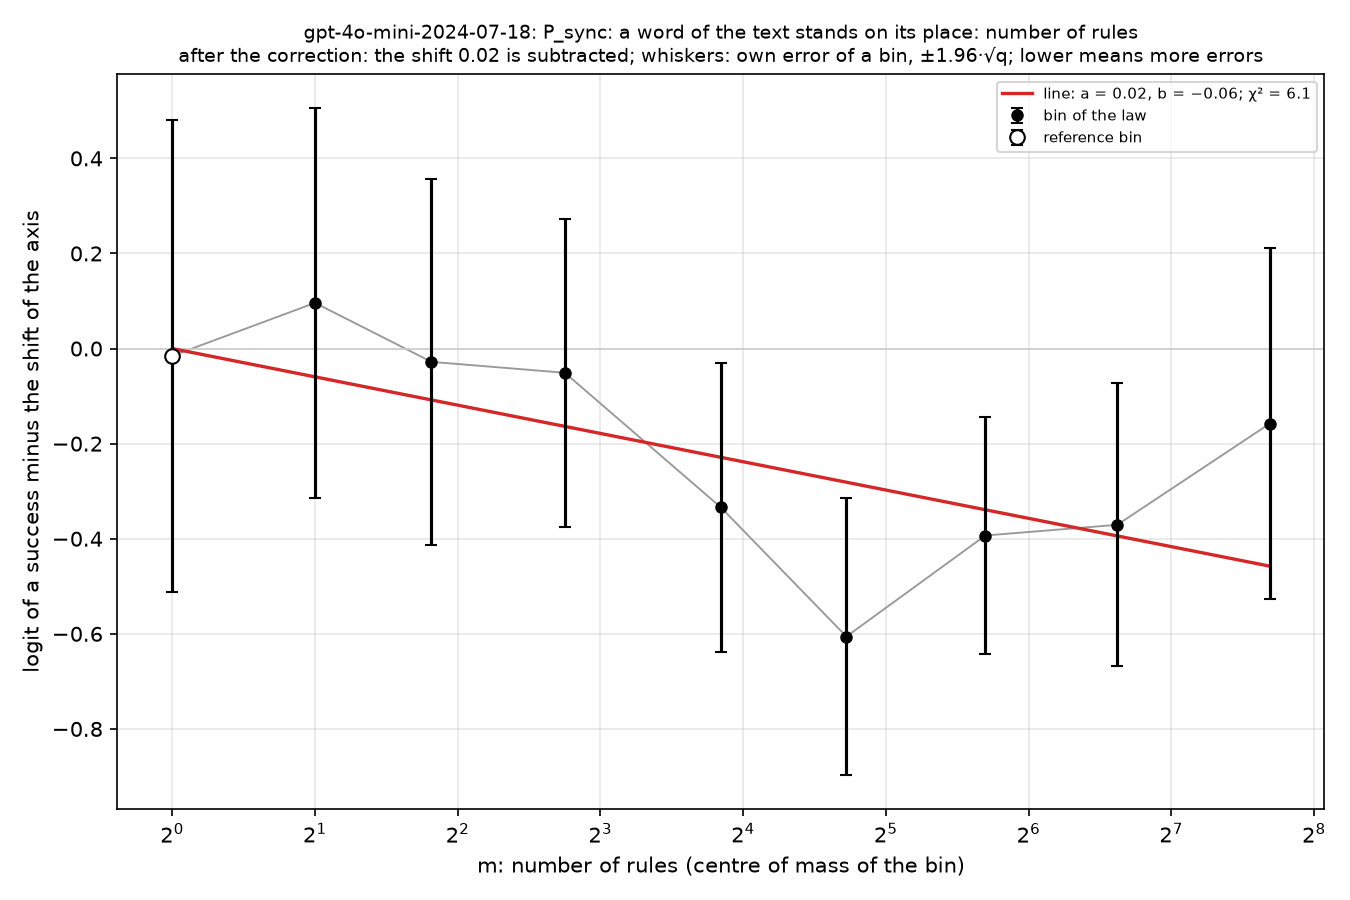 gpt-4o-mini-2024-07-18: P_sync: a word of the text stands on its place: number of rules
after the correction: the shift 0.02 is subtracted; whiskers: own error of a bin, ±1.96·√q; lower means more errors
line: a = 0.02, b = −0.06; χ² = 6.1
bin of the law
reference bin
logit of a success minus the shift of the axis
0.4
0.2
0.0
−0.2
−0.4
−0.6
−0.8
2⁰ 2¹ 2² 2³ 2⁴ 2⁵ 2⁶ 2⁷ 2⁸
m: number of rules (centre of mass of the bin)